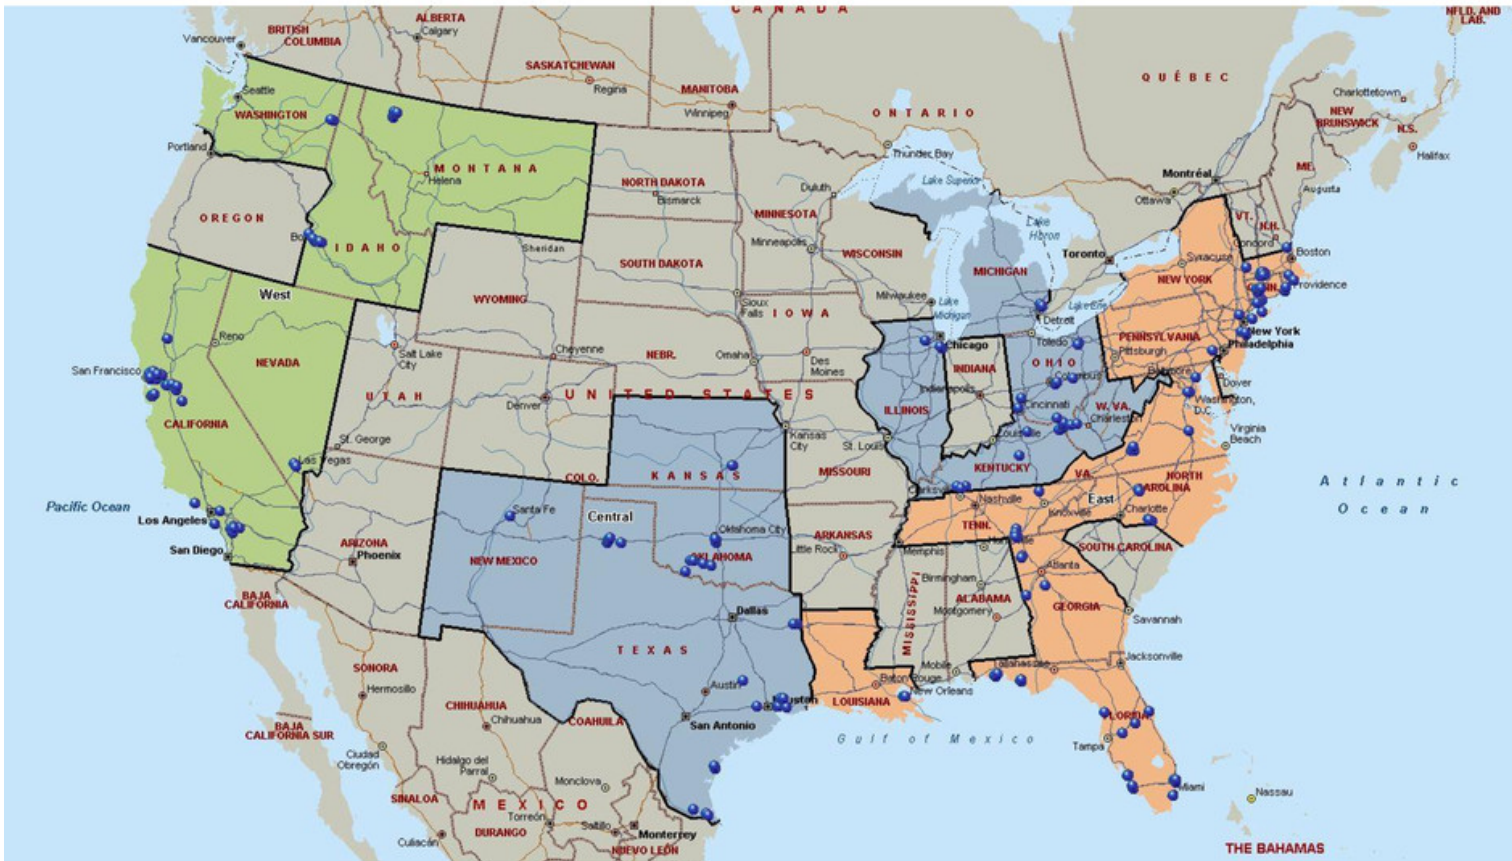 CANADA
NFLD. AND
LAB.
ALBERTA
Calgary
BRITISH
COLUMBIA
Vancouver
SASKATCHEWAN
Regina
MANITOBA
Winnipeg
ONTARIO
QUÉBEC
Charlottetown
NEW
BRUNSWICK
N.S.
Halifax
Seattle
WASHINGTON
Portland
MONTANA
Helena
NORTH DAKOTA
Bismarck
Duluth
Thunder Bay
Lake Superior
Montréal
Ottawa
ME.
Augusta
VT.
N.H.
Concord
Boston
Providence
OREGON
IDAHO
Sheridan
SOUTH DAKOTA
MINNESOTA
Minneapolis
WISCONSIN
Milwaukee
Lake
Michigan
MICHIGAN
Lake
Huron
Toronto
Syracuse
NEW YORK
CONN.
West
WYOMING
Sioux
Falls
IOWA
Chicago
Detroit
Lake Erie
Toledo
PENNSYLVANIA
Pittsburgh
New York
Philadelphia
Reno
NEVADA
Salt Lake
City
Cheyenne
NEBR.
Omaha
Des
Moines
INDIANA
Indianapolis
OHIO
Columbus
Baltimore
Dover
Washington,
D.C.
San Francisco
UTAH
Denver
UNITED STATES
ILLINOIS
Cincinnati
W. VA.
Charleston
CALIFORNIA
St. George
Las Vegas
COLO.
KANSAS
Kansas
City
St. Louis
MISSOURI
Louisville
KENTUCKY
VA.
Virginia
Beach
Pacific Ocean
Los Angeles
San Diego
ARIZONA
Phoenix
Santa Fe
NEW MEXICO
Central
Oklahoma City
OKLAHOMA
ARKANSAS
Little Rock
Memphis
Nashville
TENN.
Knoxville
East
NORTH
CAROLINA
Charlotte
Atlantic
Ocean
SOUTH CAROLINA
BAJA
CALIFORNIA
Dallas
TEXAS
MISSISSIPPI
Birmingham
ALABAMA
Montgomery
Atlanta
GEORGIA
Savannah
SONORA
Hermosillo
CHIHUAHUA
Chihuahua
COAHUILA
Austin
San Antonio
Houston
LOUISIANA
Baton Rouge
New Orleans
Mobile
Tallahassee
Jacksonville
FLORIDA
Tampa
Miami
Gulf of Mexico
BAJA
CALIFORNIA SUR
Ciudad
Obregón
Hidalgo del
Parral
Monclova
SINALOA
MEXICO
Culiacán
DURANGO
Torreón
Saltillo
Monterrey
NUEVO LEÓN
Nassau
THE BAHAMAS